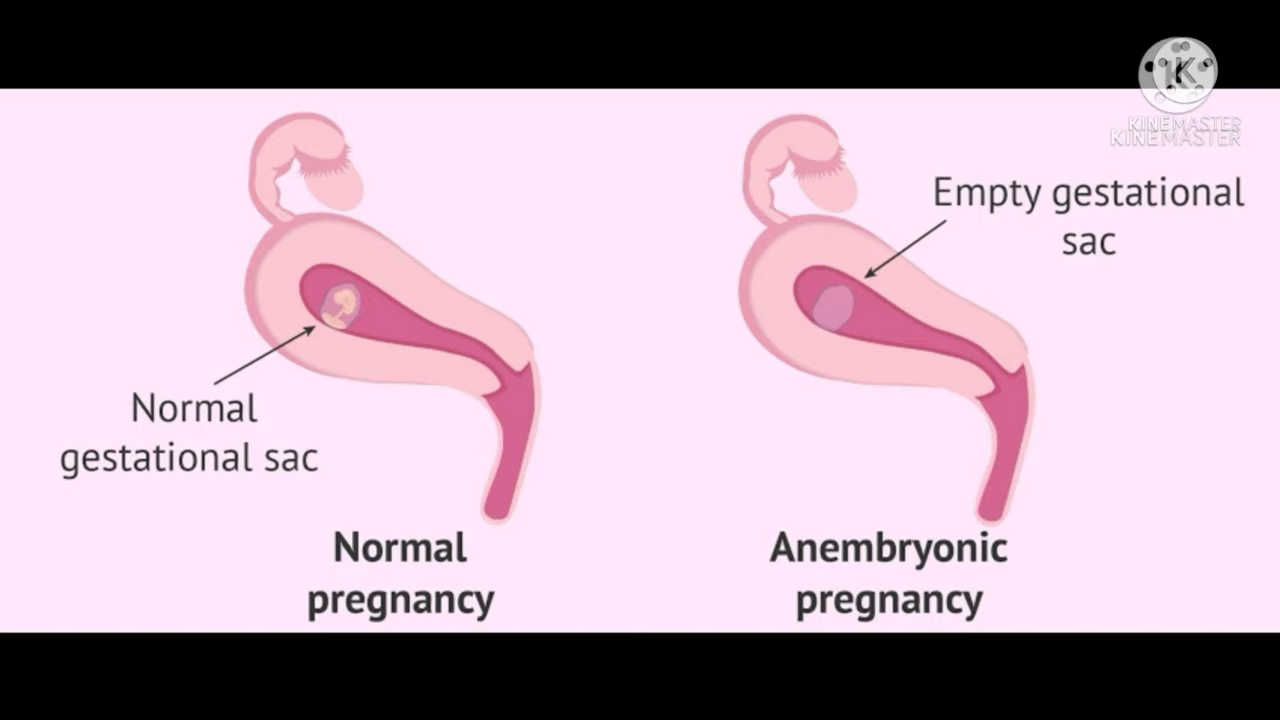 K
KINEMASTER
KINEMASTER
Empty gestational
sac
Normal
gestational sac
Normal
pregnancy
Anembryonic
pregnancy